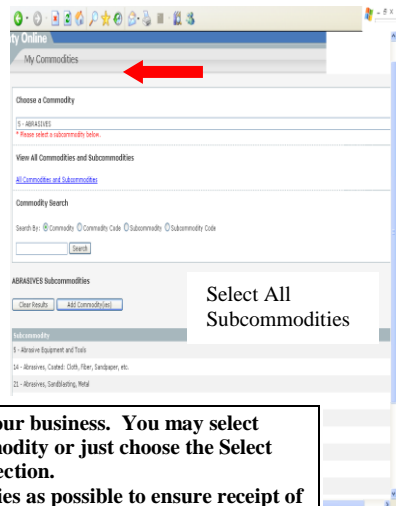 ty Online
My Commodities
Choose a Commodity
5 - ABRASIVES
* Please select a subcommodity below.
View All Commodities and Subcommodities
All Commodities and Subcommodities
Commodity Search
Search By: Commodity Commodity Code Subcommodity Subcommodity Code
Search
ABRASIVES Subcommodities
Clear Results Add Commodity(ies)
Select All
Subcommodities
Subcommodity
5 - Abrasive Equipment and Tools
14 - Abrasives, Coated: Cloth, Fiber, Sandpaper, etc.
21 - Abrasives, Sandblasting, Metal
our business. You may select
modity or just choose the Select
ection.
ies as possible to ensure receipt of